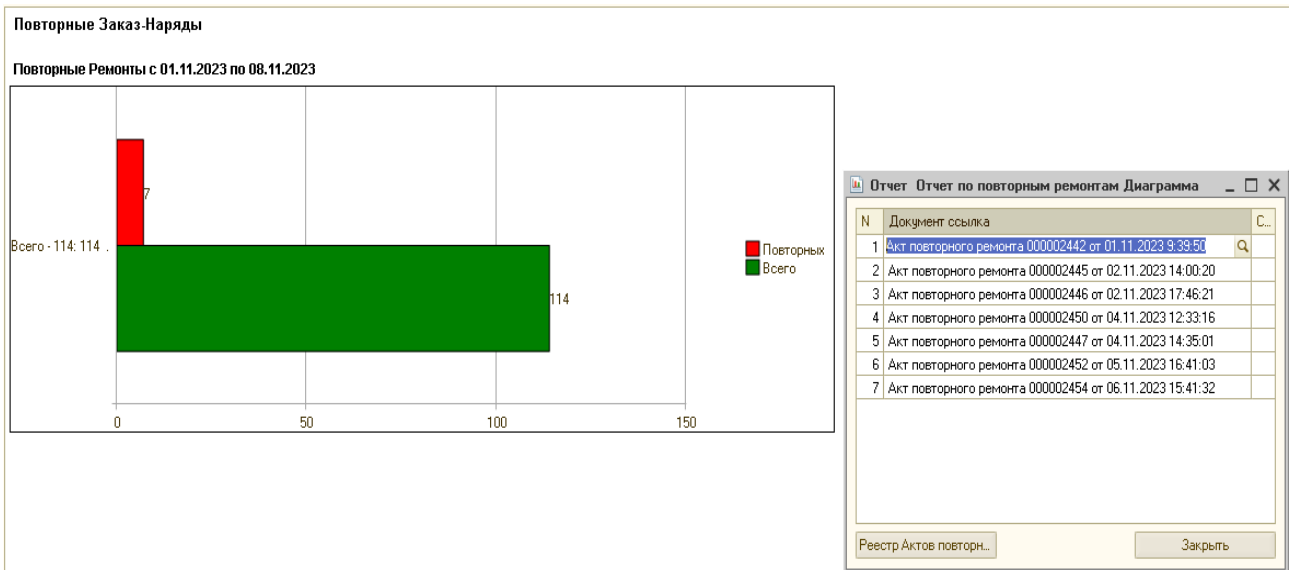 Повторные Заказ-Наряды
Повторные Ремонты с 01.11.2023 по 08.11.2023
7
Всего - 114: 114 .
114
Повторных
Всего
0 50 100 150
Отчет Отчет по повторным ремонтам Диаграмма
N Документ ссылка С...
1 Акт повторного ремонта 000002442 от 01.11.2023 9:39:50
2 Акт повторного ремонта 000002445 от 02.11.2023 14:00:20
3 Акт повторного ремонта 000002446 от 02.11.2023 17:46:21
4 Акт повторного ремонта 000002450 от 04.11.2023 12:33:16
5 Акт повторного ремонта 000002447 от 04.11.2023 14:35:01
6 Акт повторного ремонта 000002452 от 05.11.2023 16:41:03
7 Акт повторного ремонта 000002454 от 06.11.2023 15:41:32
Реестр Актов повторн... Закрыть